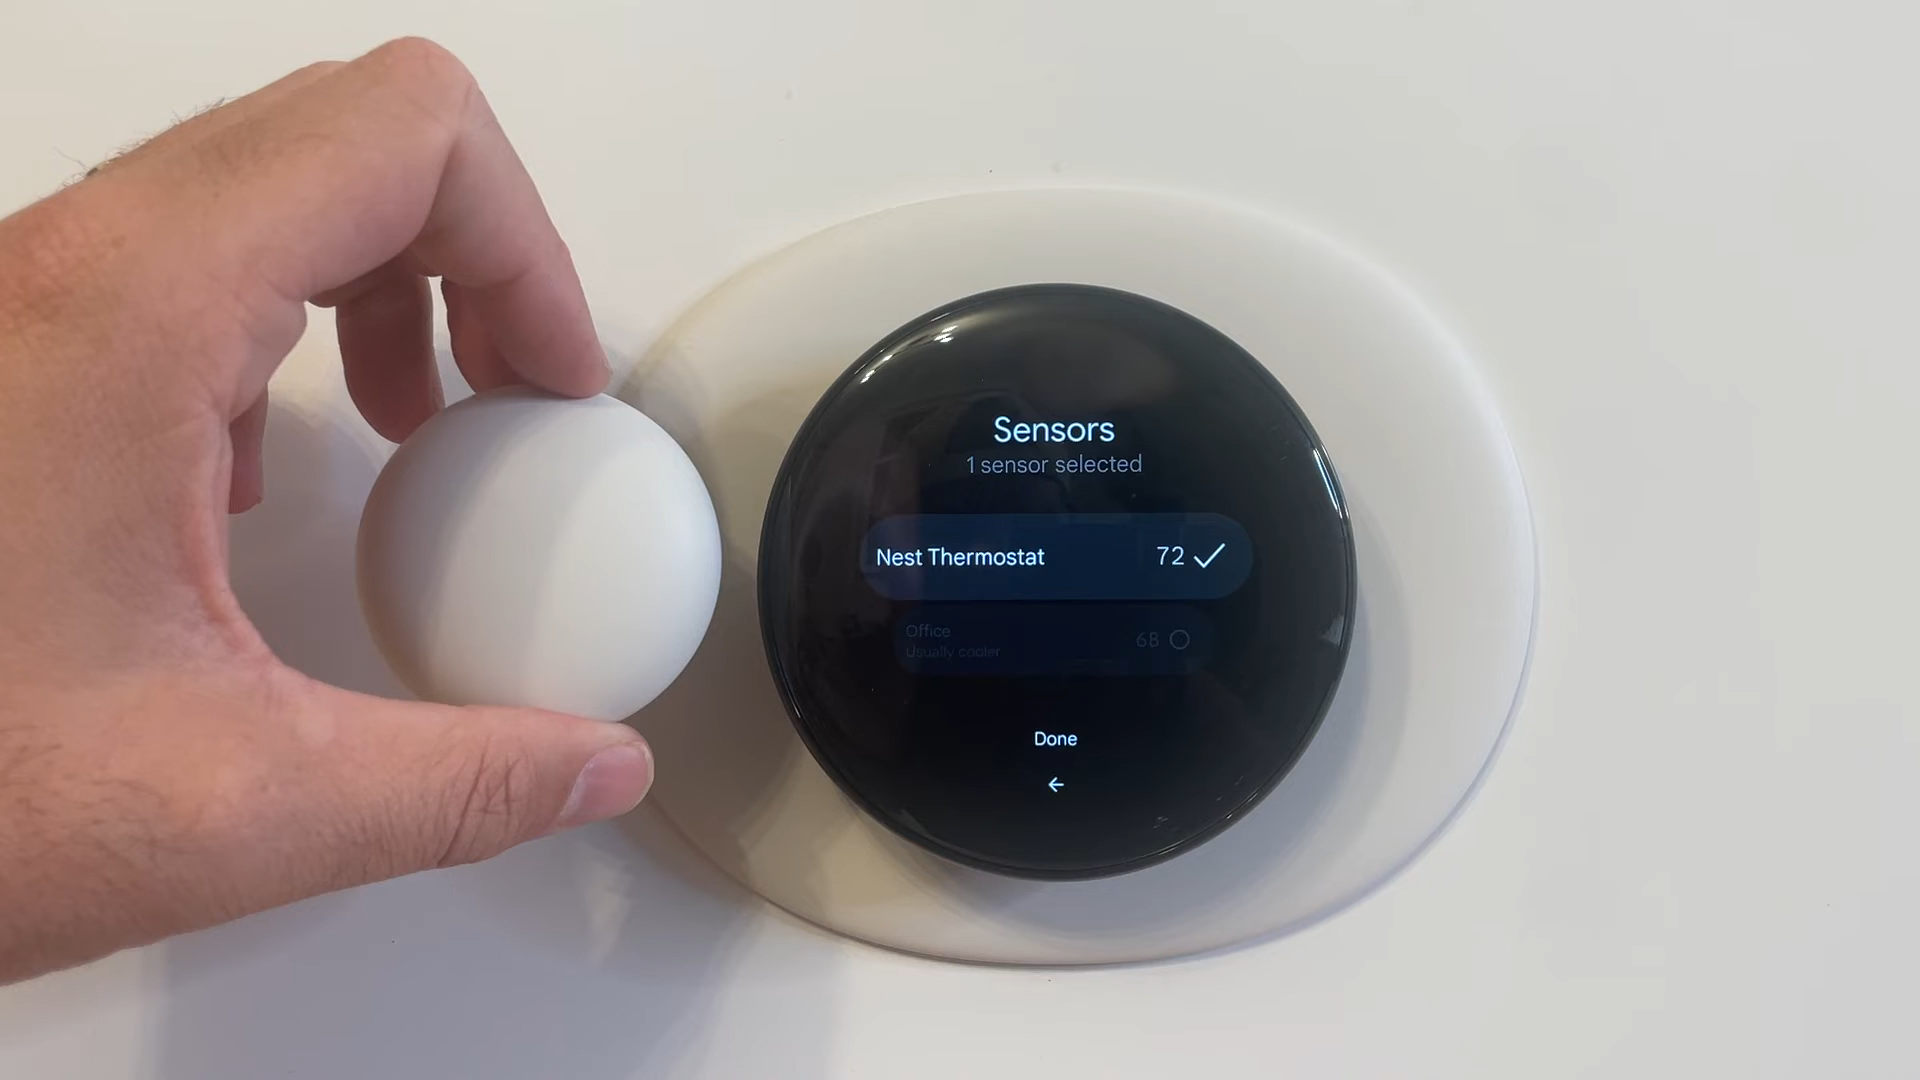 Sensors
1 sensor selected
Nest Thermostat 72
Office 68
Usually cooler
Done